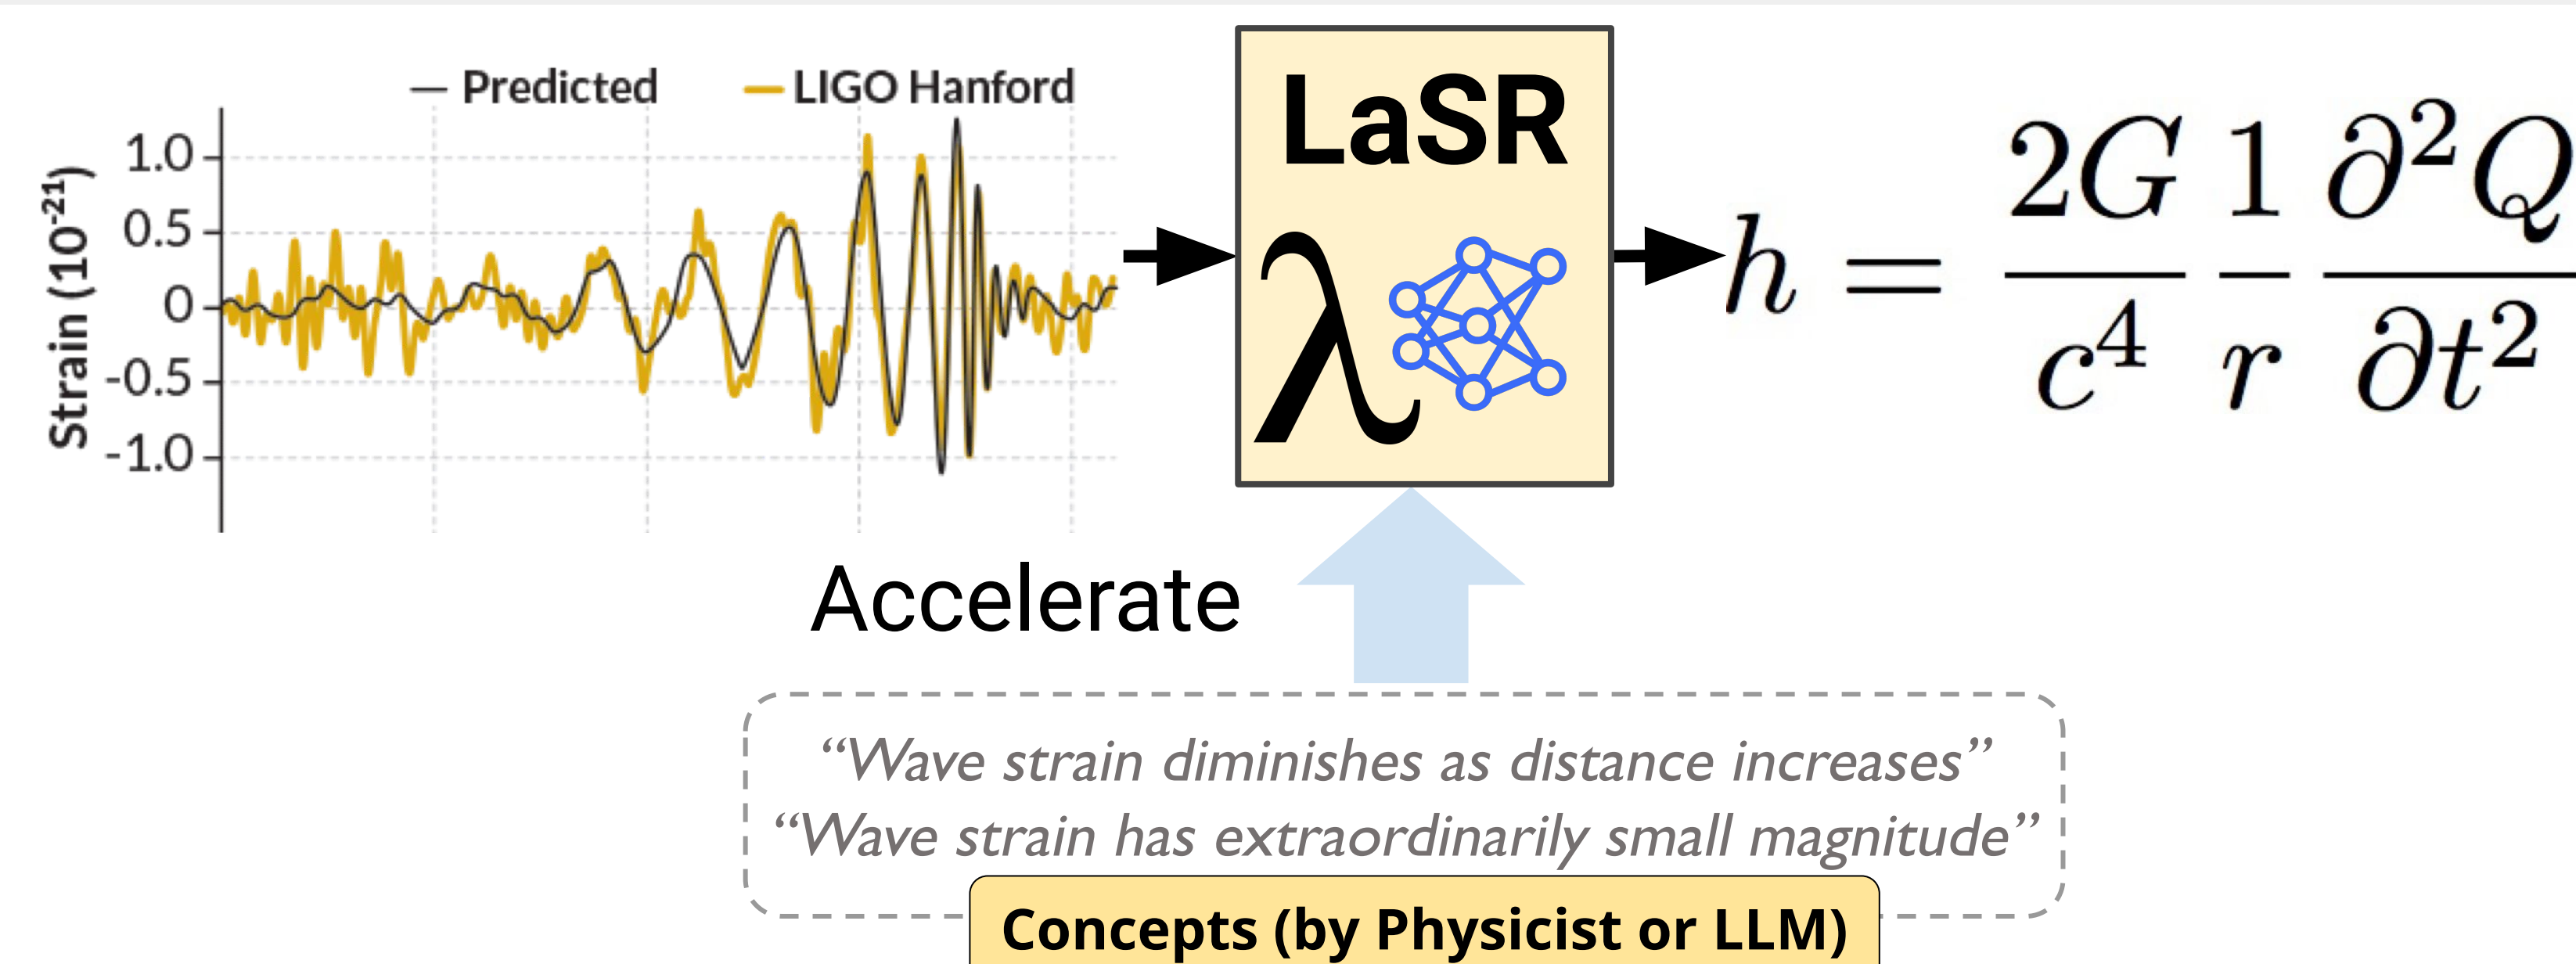 Predicted
LIGO Hanford
Strain (10⁻²¹)
1.0
0.5
0
-0.5
-1.0
LaSR
λ
h = 2G/c⁴ 1/r ∂²Q/∂t²
Accelerate
“Wave strain diminishes as distance increases”
“Wave strain has extraordinarily small magnitude”
Concepts (by Physicist or LLM)